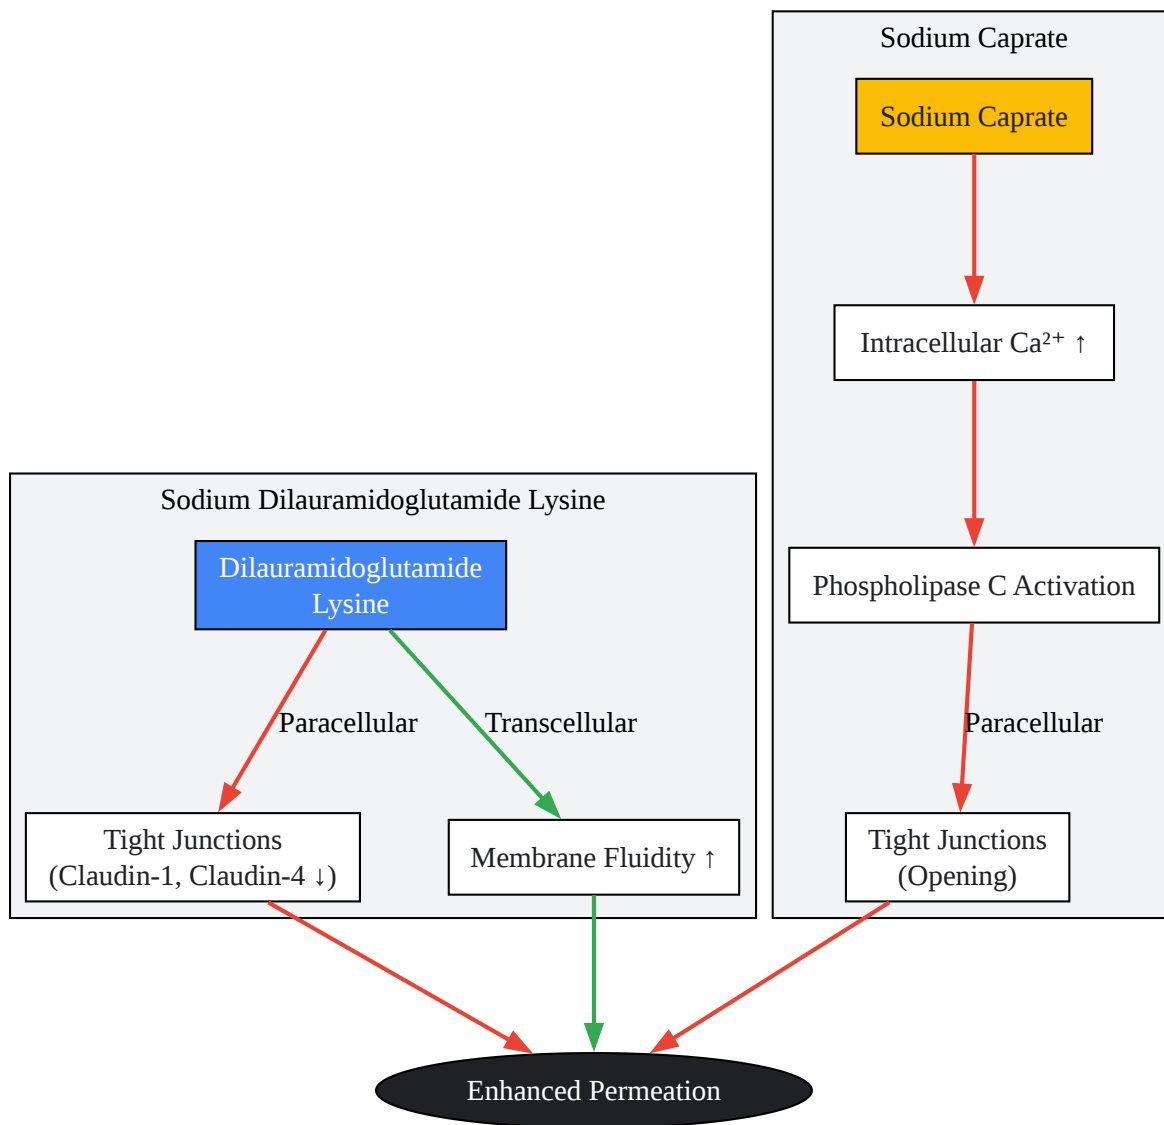 Sodium Caprate
Sodium Caprate
Intracellular Ca²⁺ ↑
Phospholipase C Activation
Paracellular
Tight Junctions
(Opening)
Sodium Dilauramidoglutamide Lysine
Dilauramidoglutamide
Lysine
Paracellular
Transcellular
Tight Junctions
(Claudin-1, Claudin-4 ↓)
Membrane Fluidity ↑
Enhanced Permeation